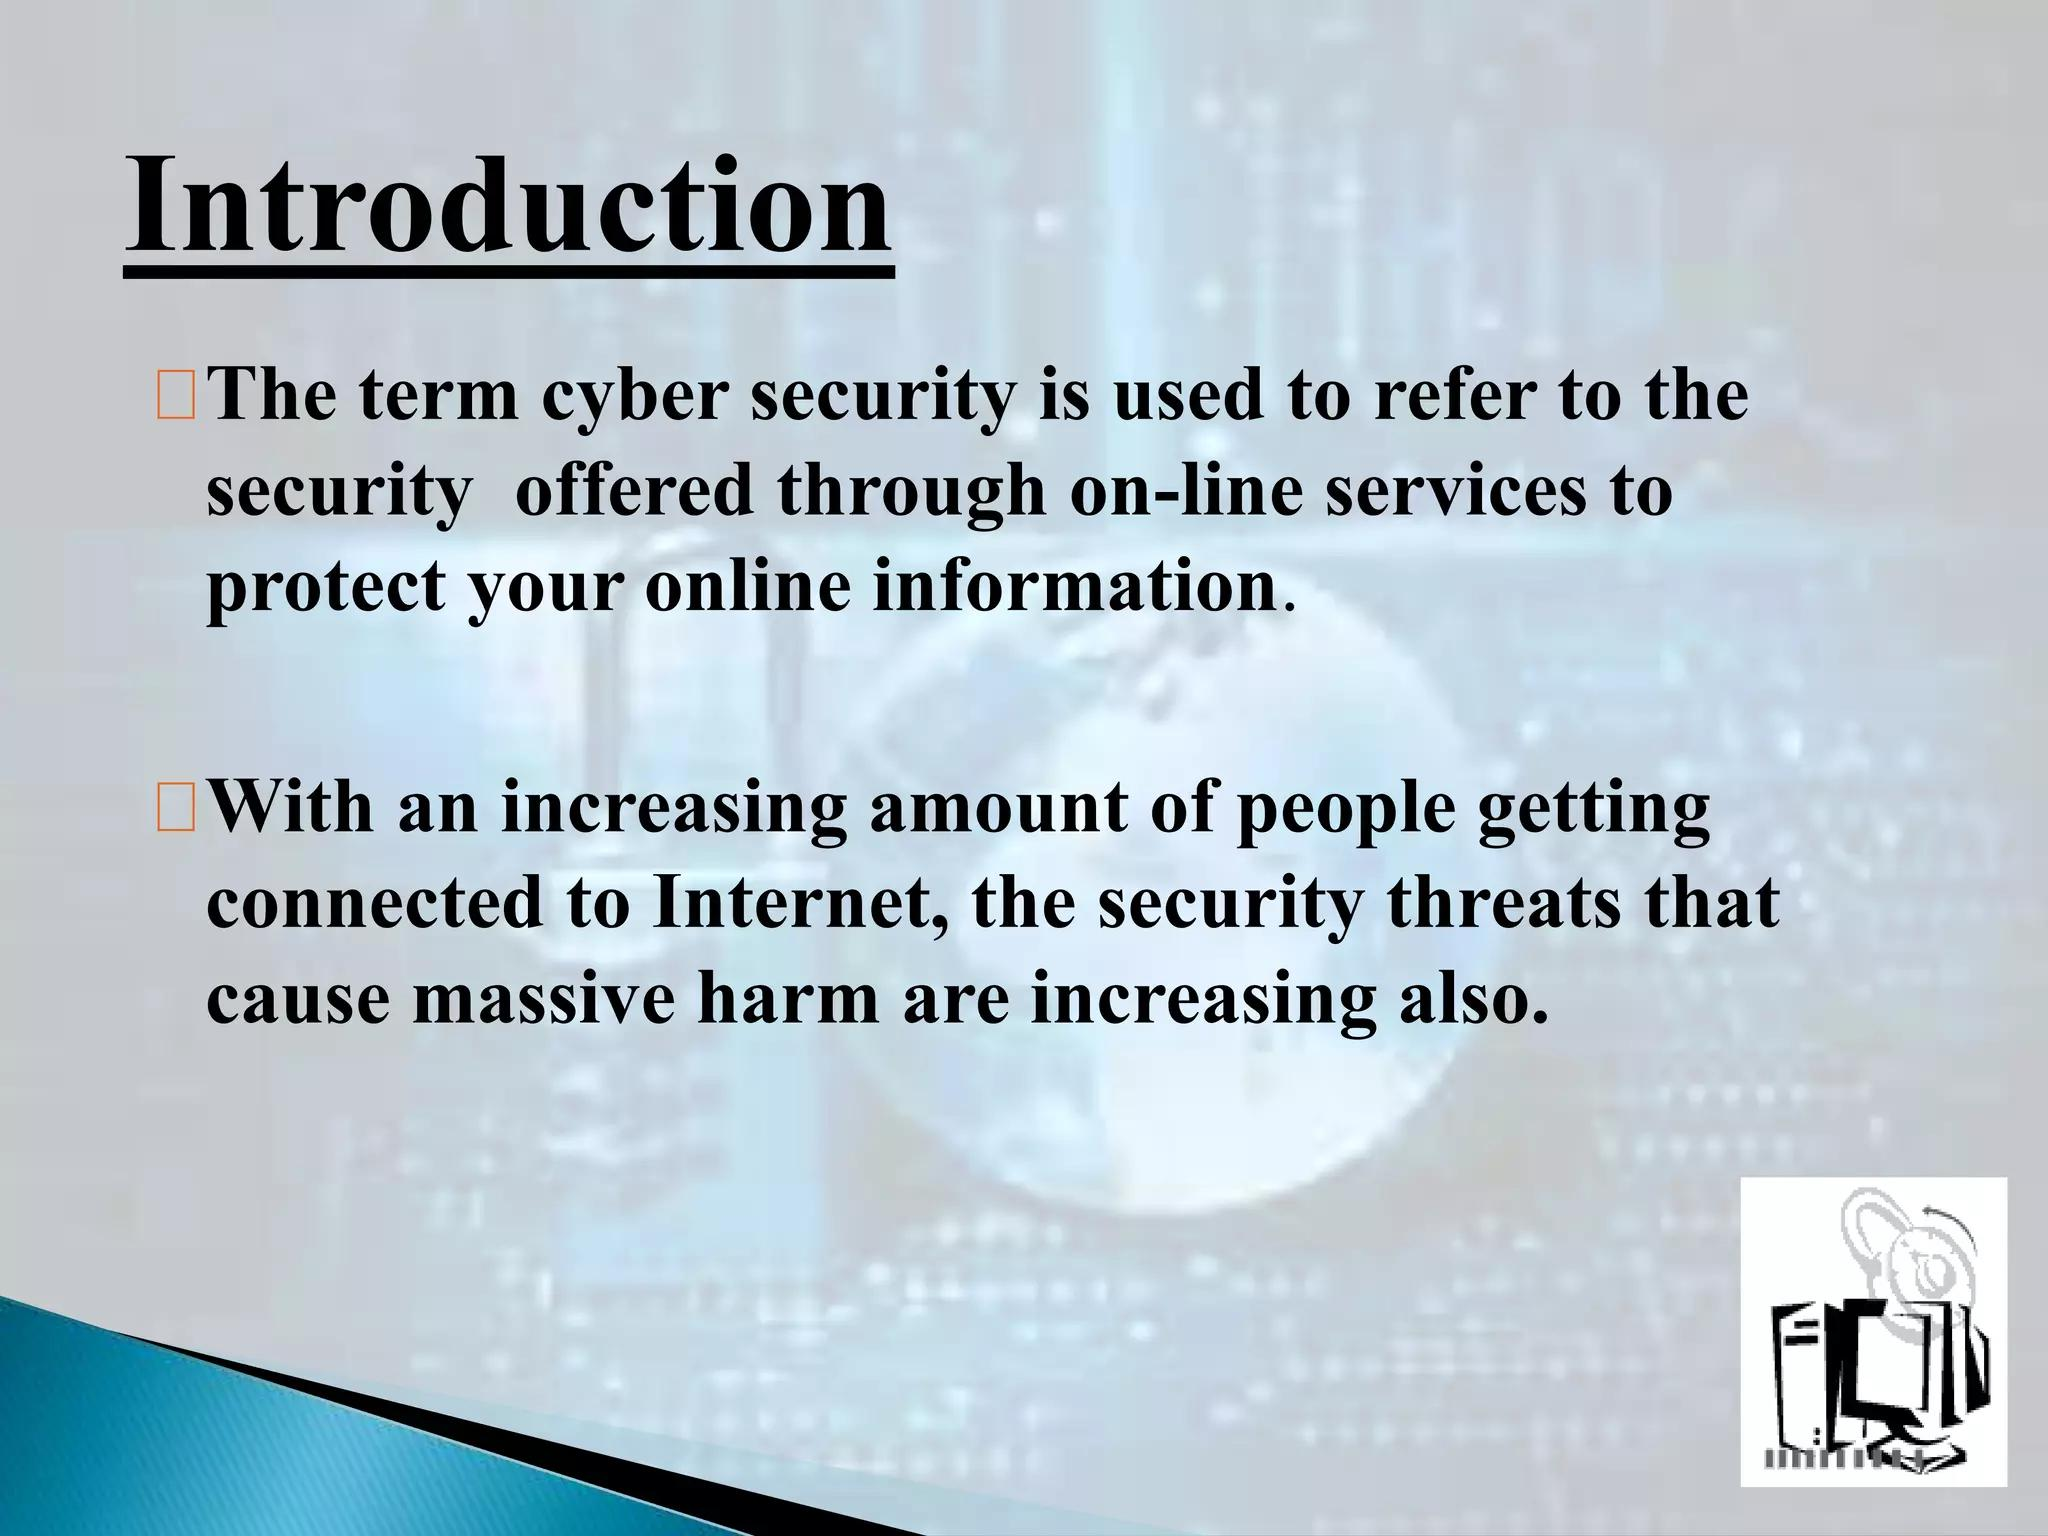 Introduction
The term cyber security is used to refer to the
security  offered through on-line services to
protect your online information.
With an increasing amount of people getting
connected to Internet, the security threats that
cause massive harm are increasing also.